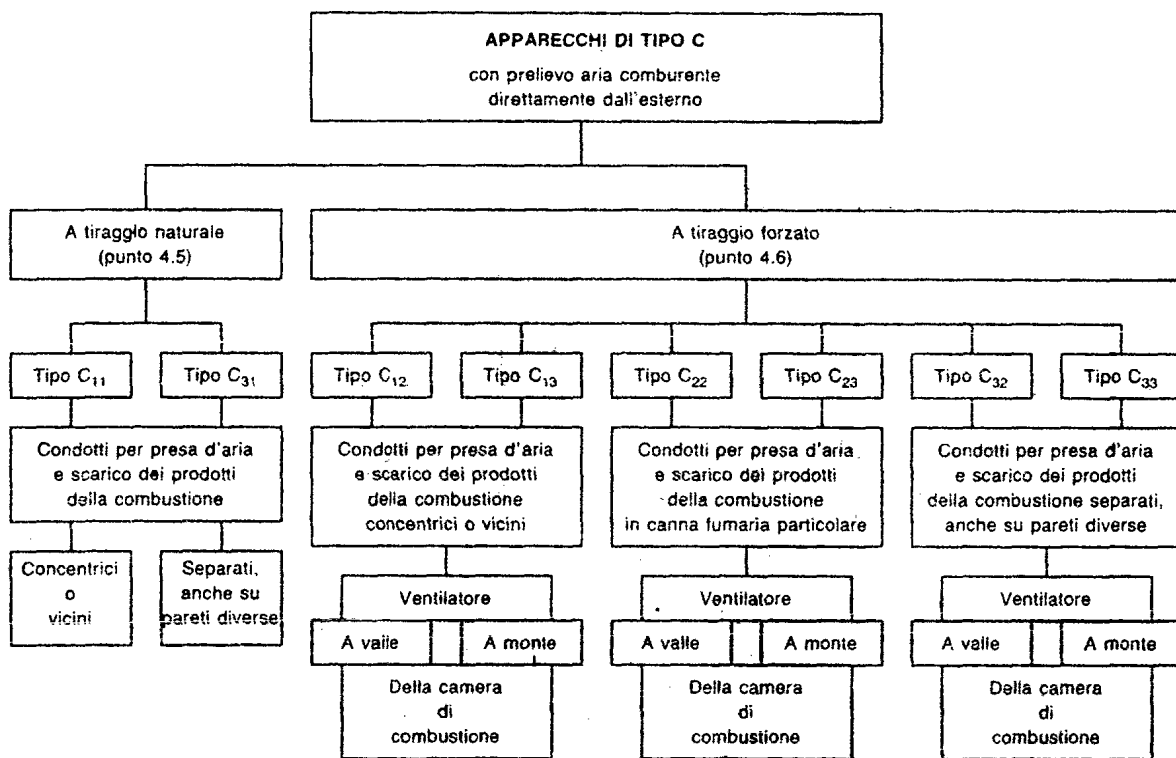 APPARECCHI DI TIPO C
con prelievo aria comburente
direttamente dall'esterno
A tiraggio naturale
(punto 4.5)
A tiraggio forzato
(punto 4.6)
Tipo C₁₁
Tipo C₃₁
Tipo C₁₂
Tipo C₁₃
Tipo C₂₂
Tipo C₂₃
Tipo C₃₂
Tipo C₃₃
Condotti per presa d'aria
e scarico dei prodotti
della combustione
Condotti per presa d'aria
e scarico dei prodotti
della combustione
concentrici o vicini
Condotti per presa d'aria
e scarico dei prodotti
della combustione
in canna fumaria particolare
Condotti per presa d'aria
e scarico dei prodotti
della combustione separati,
anche su pareti diverse
Concentrici
o
vicini
Separati,
anche su
pareti diverse
Ventilatore
A valle
A monte
Della camera
di
combustione
Ventilatore
A valle
A monte
Della camera
di
combustione
Ventilatore
A valle
A monte
Della camera
di
combustione